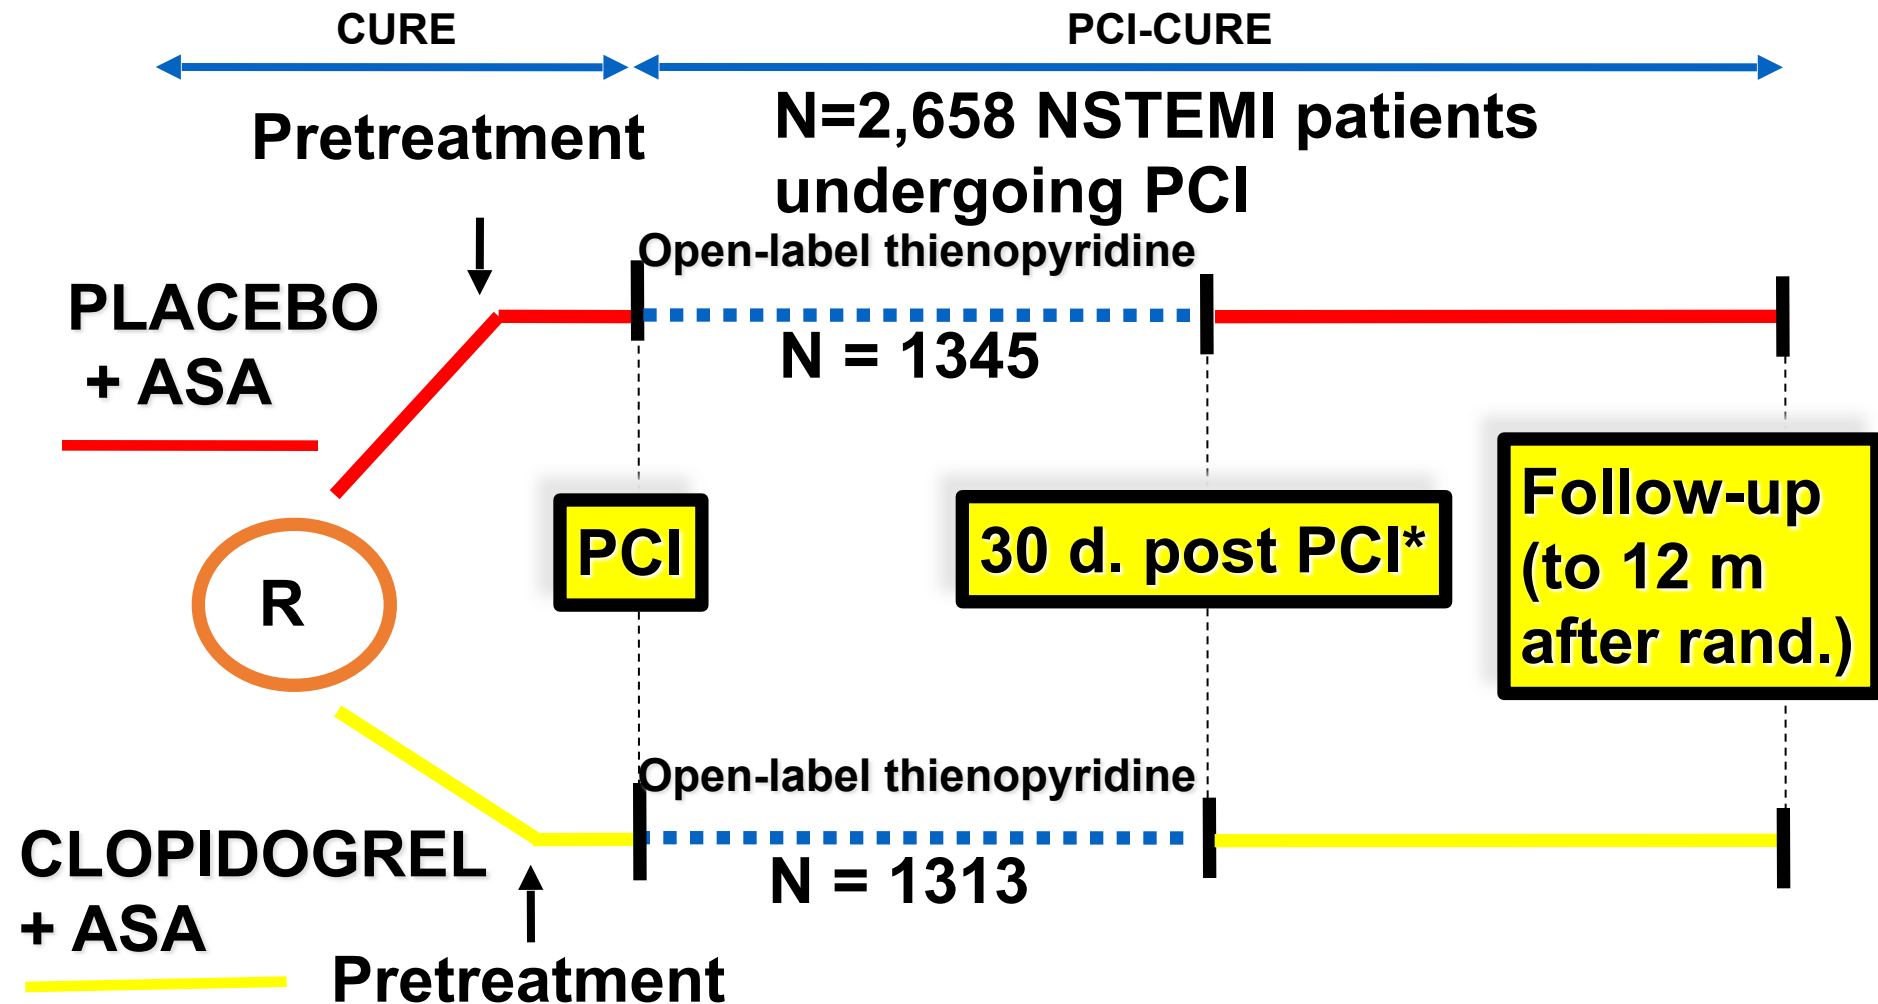 CURE
PCI-CURE
Pretreatment
N=2,658 NSTEMI patients
undergoing PCI
Open-label thienopyridine
PLACEBO
+ ASA
N = 1345
PCI
30 d. post PCI*
Follow-up
(to 12 m
after rand.)
R
Open-label thienopyridine
CLOPIDOGREL
+ ASA
N = 1313
Pretreatment